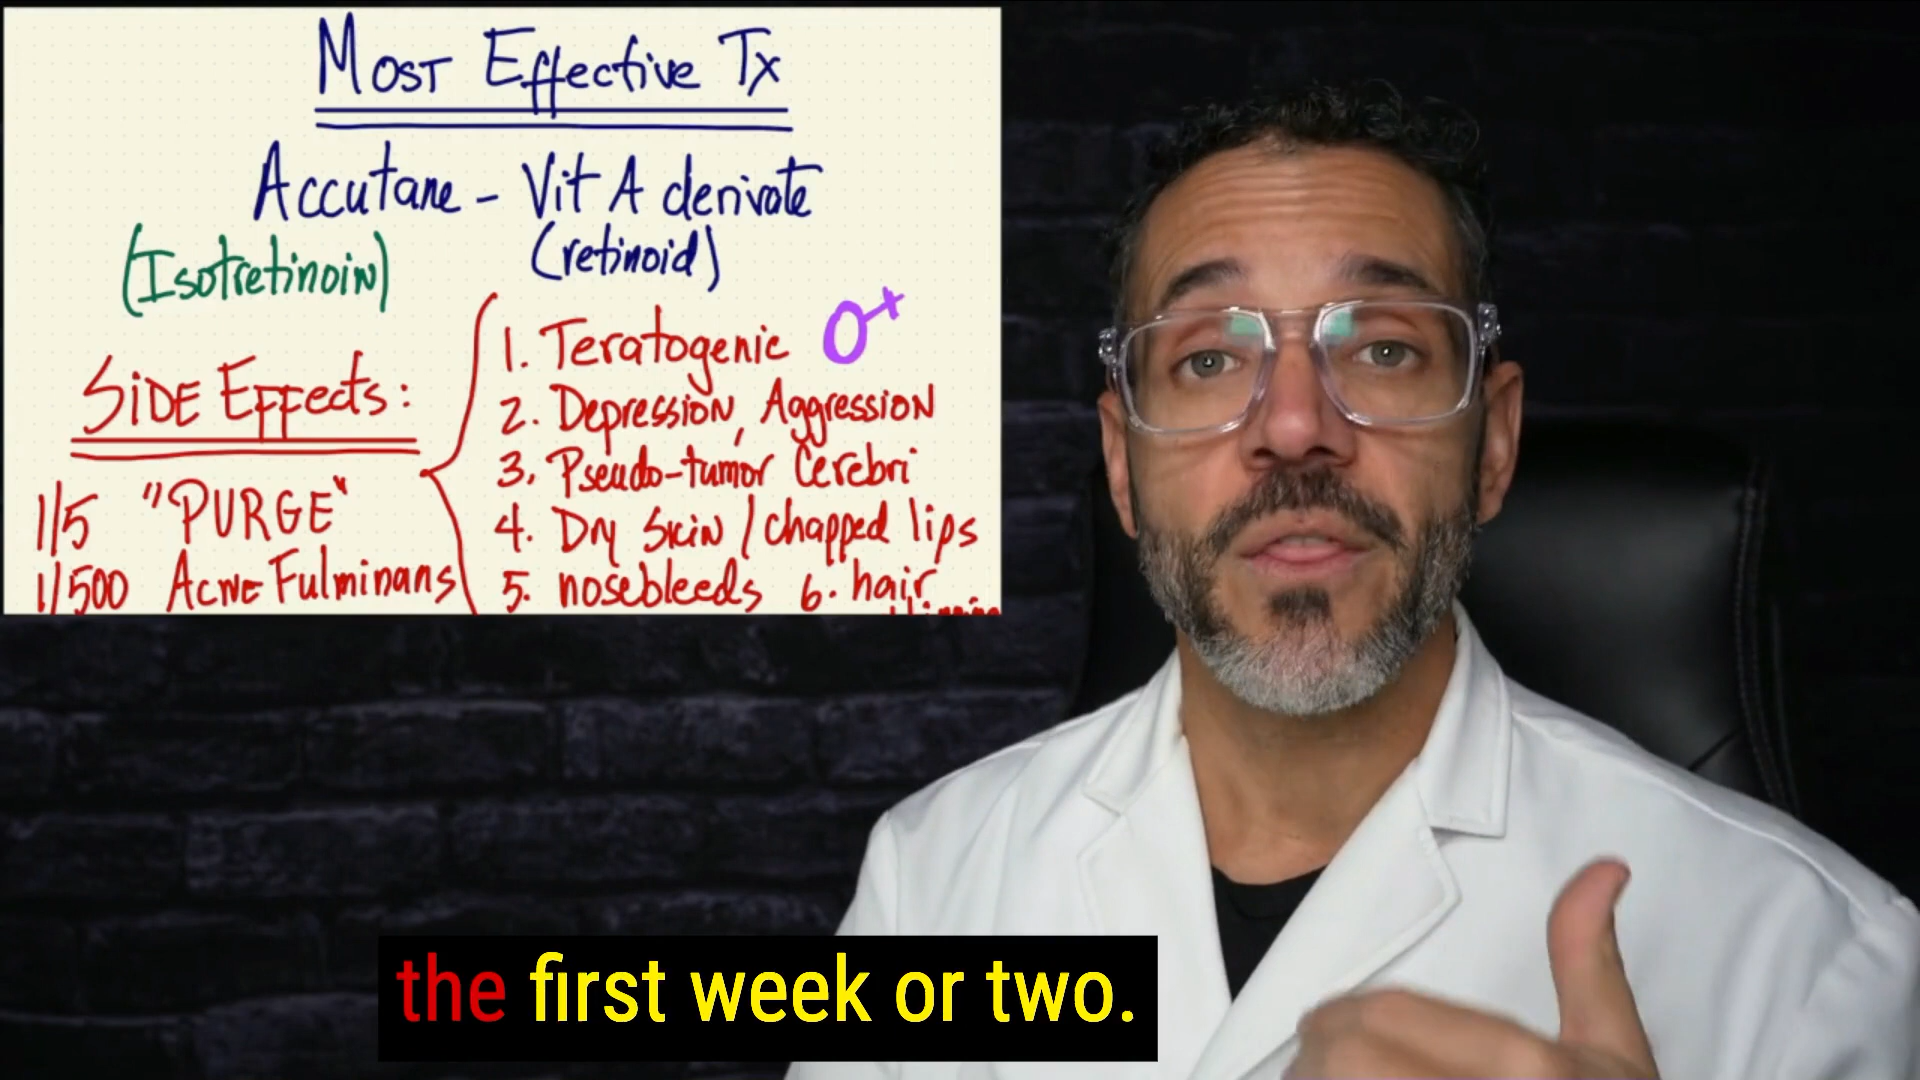 Most Effective Tx
Accutane - Vit A derivate
(Isotretinoin)
(retinoid)
SIDE Effects:
1/5 "PURGE"
1/500 Acne Fulminans
1. Teratogenic
2. Depression, Aggression
3. Pseudo-tumor Cerebri
4. Dry Skin / chapped lips
5. nosebleeds 6. hair
the first week or two.